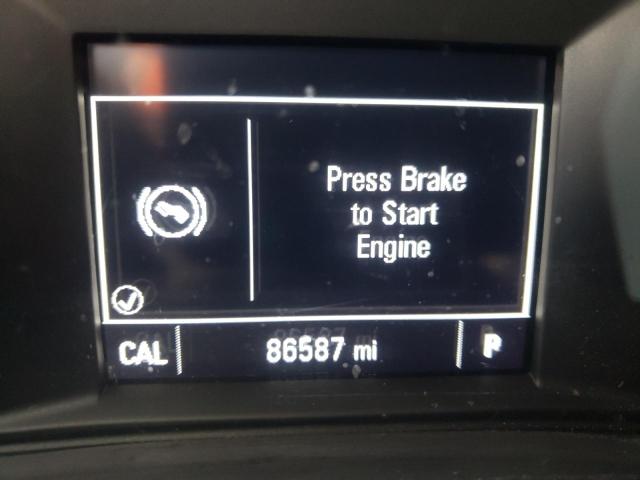 Press Brake
to Start
Engine
CAL 86587 mi P